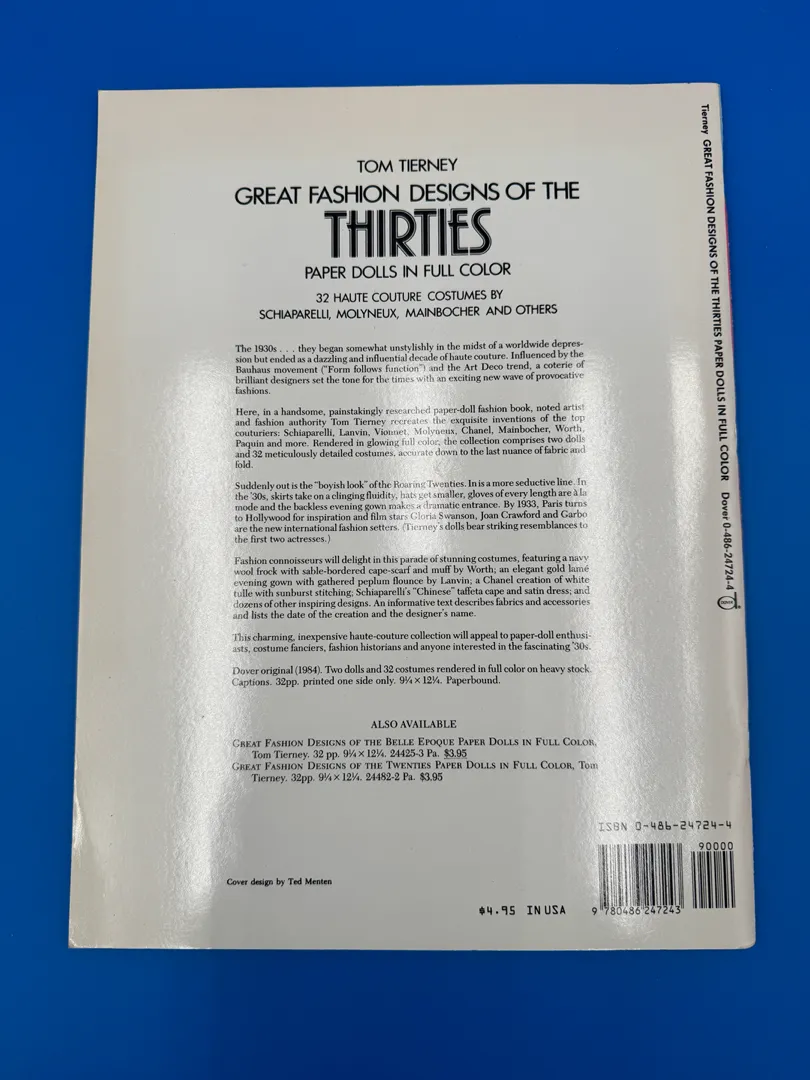 TOM TIERNEY
GREAT FASHION DESIGNS OF THE
THIRTIES
PAPER DOLLS IN FULL COLOR
32 HAUTE COUTURE COSTUMES BY
SCHIAPARELLI, MOLYNEUX, MAINBOCHER AND OTHERS
The 1930s . . . they began somewhat unstylishly in the midst of a worldwide depres-
sion but ended as a dazzling and influential decade of haute couture. Influenced by the
Bauhaus movement ("Form follows function") and the Art Deco trend, a coterie of
brilliant designers set the tone for the times with an exciting new wave of provocative
fashions.
Here, in a handsome, painstakingly researched paper-doll fashion book, noted artist
and fashion authority Tom Tierney recreates the exquisite inventions of the top
couturiers: Schiaparelli, Lanvin, Vionnet, Molyneux, Chanel, Mainbocher, Worth,
Paquin and more. Rendered in glowing full color, the collection comprises two dolls
and 32 meticulously detailed costumes, accurate down to the last nuance of fabric and
fold.
Suddenly out is the "boyish look" of the Roaring Twenties. In is a more seductive line. In
the '30s, skirts take on a clinging fluidity, hats get smaller, gloves of every length are à la
mode and the backless evening gown makes a dramatic entrance. By 1933, Paris turns
to Hollywood for inspiration and film stars Gloria Swanson, Joan Crawford and Garbo
are the new international fashion setters. (Tierney's dolls bear striking resemblances to
the first two actresses.)
Fashion connoisseurs will delight in this parade of stunning costumes, featuring a navy
wool frock with sable-bordered cape-scarf and muff by Worth; an elegant gold lamé
evening gown with gathered peplum flounce by Lanvin; a Chanel creation of white
tulle with sunburst stitching; Schiaparelli's "Chinese" taffeta cape and satin dress; and
dozens of other inspiring designs. An informative text describes fabrics and accessories
and lists the date of the creation and the designer's name.
This charming, inexpensive haute-couture collection will appeal to paper-doll enthusi-
asts, costume fanciers, fashion historians and anyone interested in the fascinating '30s.
Dover original (1984). Two dolls and 32 costumes rendered in full color on heavy stock.
Captions. 32pp. printed one side only. 9¼ × 12¼. Paperbound.
ALSO AVAILABLE
GREAT FASHION DESIGNS OF THE BELLE EPOQUE PAPER DOLLS IN FULL COLOR,
Tom Tierney. 32 pp. 9¼ × 12¼. 24425-3 Pa. $3.95
GREAT FASHION DESIGNS OF THE TWENTIES PAPER DOLLS IN FULL COLOR, Tom
Tierney. 32pp. 9¼ × 12¼. 24482-2 Pa. $3.95
Cover design by Ted Menten
$4.95 IN USA
ISBN 0-486-24724-4
90000
9 780486 247243
Tierney GREAT FASHION DESIGNS OF THE THIRTIES PAPER DOLLS IN FULL COLOR Dover 0-486-24724-4
DOVER